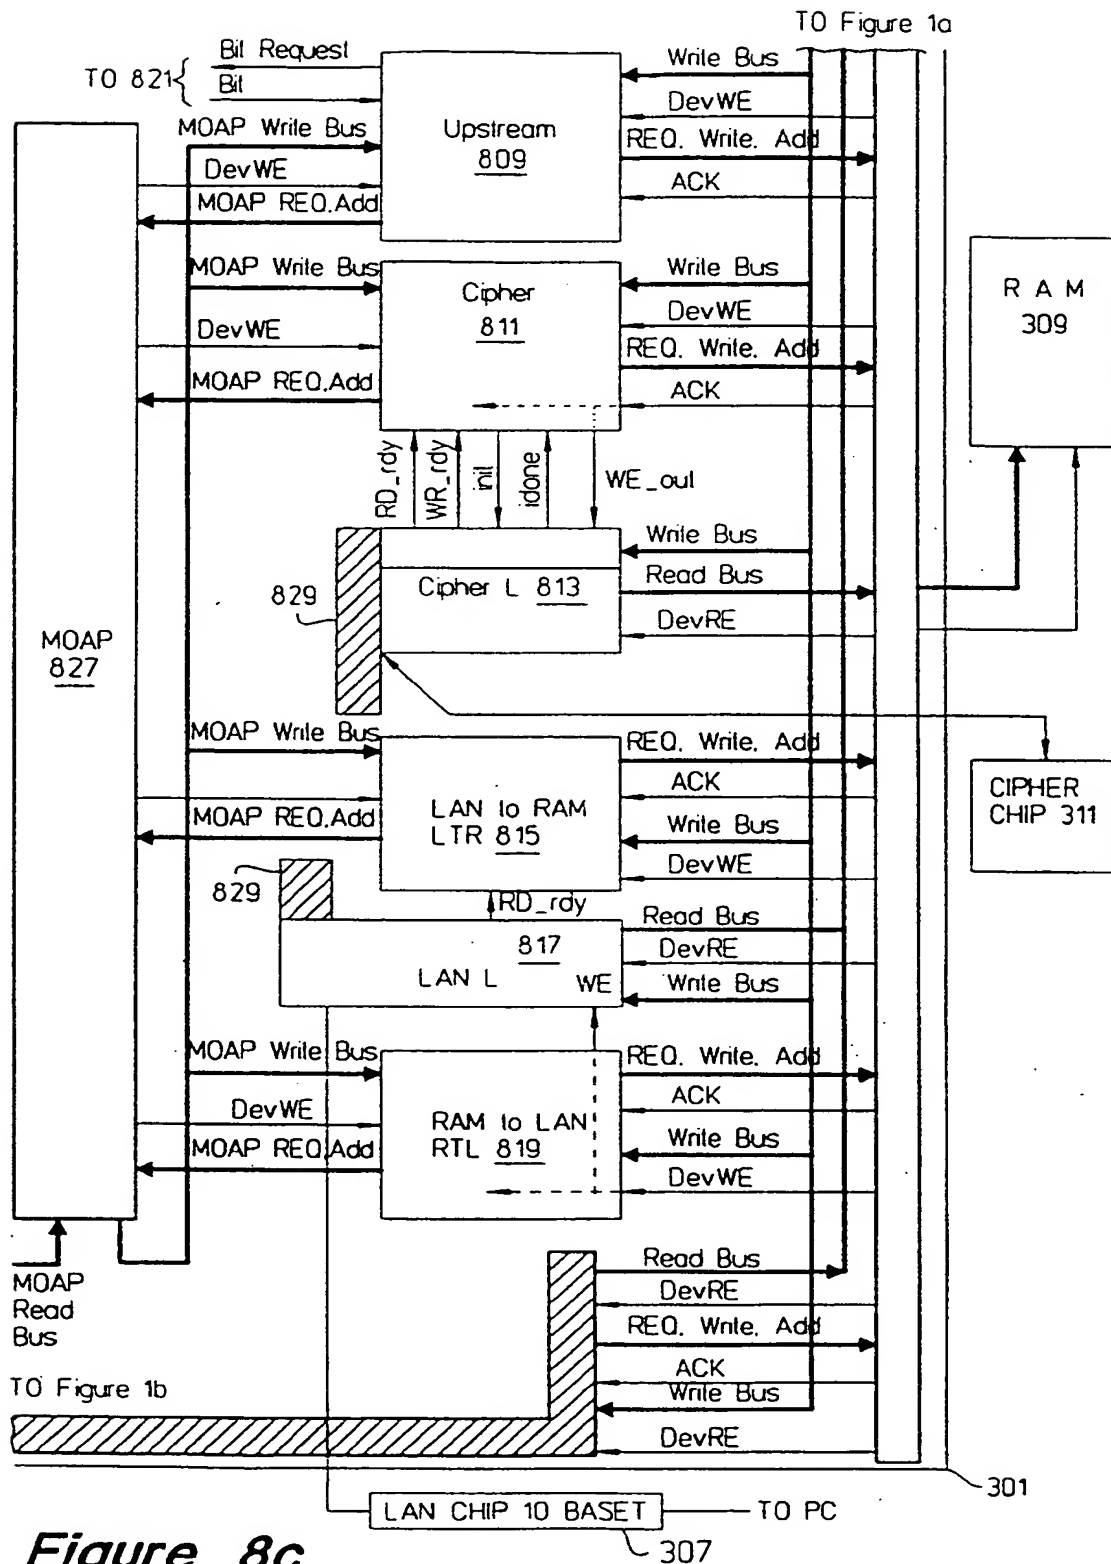 TO Figure 1a
Bit Request
TO 821
Bit
Write Bus
DevWE
MOAP Write Bus
Upstream
809
REQ. Write. Add
DevWE
ACK
MOAP REQ.Add
MOAP Write Bus
Cipher
811
Write Bus
RAM
309
DevWE
DevWE
REQ. Write. Add
MOAP REQ.Add
ACK
RD_rdy
WR_rdy
init
idone
WE_out
Write Bus
Cipher L 813
Read Bus
829
DevRE
MOAP
827
MOAP Write Bus
REQ. Write. Add
ACK
CIPHER
CHIP 311
LAN to RAM
LTR 815
MOAP REQ.Add
Write Bus
829
DevWE
RD_rdy
Read Bus
817
DevRE
LAN L
WE
Write Bus
MOAP Write Bus
REQ. Write. Add
ACK
DevWE
RAM to LAN
RTL 819
MOAP REQ.Add
Write Bus
DevWE
MOAP
Read
Bus
Read Bus
DevRE
REQ. Write. Add
TO Figure 1b
ACK
Write Bus
DevRE
301
LAN CHIP 10 BASET
TO PC
307
Figure 8c